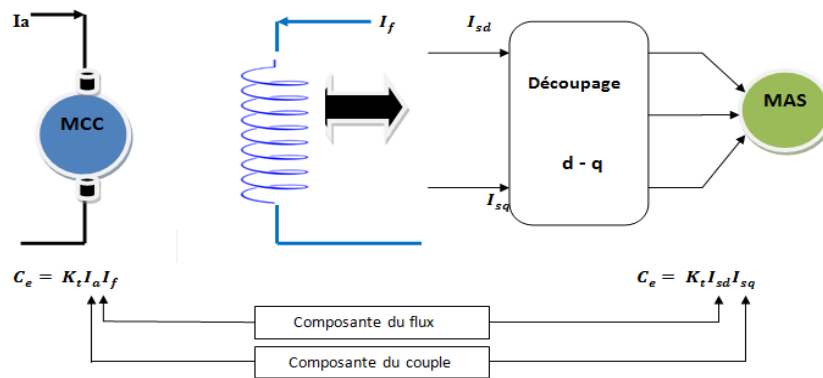 Ia
I_f
I_sd
MCC
Découpage
d - q
MAS
I_sq
C_e = K_t I_a I_f
C_e = K_t I_sd I_sq
Composante du flux
Composante du couple